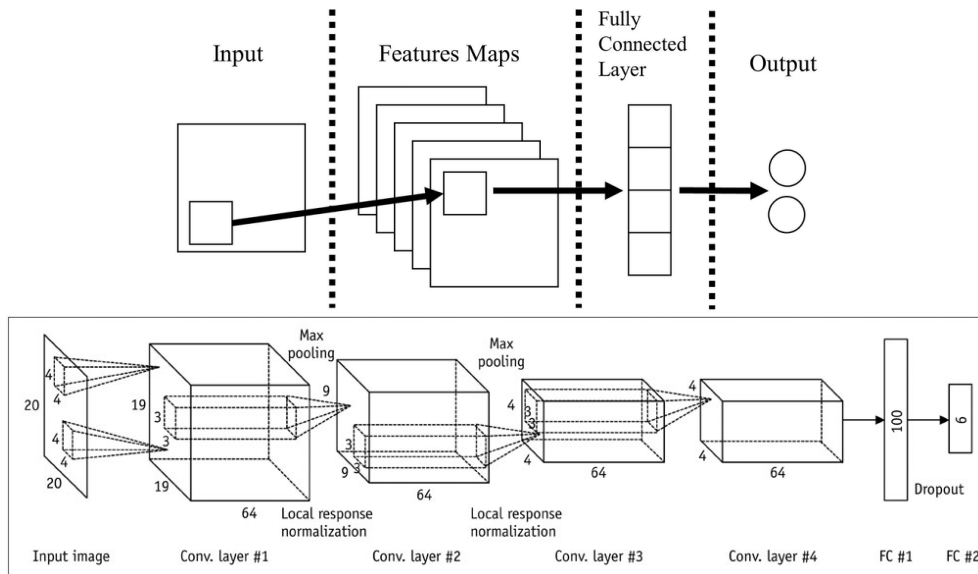 Input
Features Maps
Fully
Connected
Layer
Output
Max
pooling
Max
pooling
4
4
20
4
4
20
19
3
3
19
64
9
3
3
9
64
4
3
3
4
64
4
4
64
100
6
Dropout
Local response
normalization
Local response
normalization
Input image
Conv. layer #1
Conv. layer #2
Conv. layer #3
Conv. layer #4
FC #1
FC #2